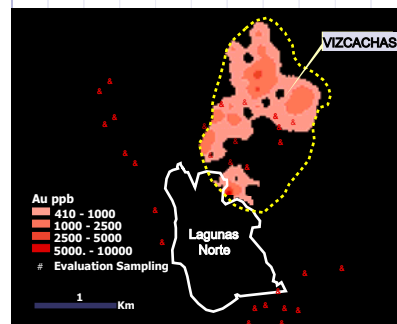 VIZCACHAS
Au ppb
410 - 1000
1000 - 2500
2500 - 5000
5000. - 10000
# Evaluation Sampling
Lagunas
Norte
1
Km